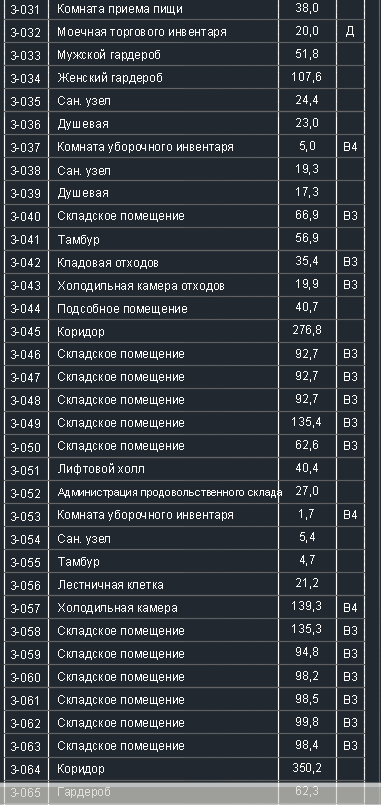 3-031 Комната приема пищи 38,0
3-032 Моечная торгового инвентаря 20,0 Д
3-033 Мужской гардероб 51,8
3-034 Женский гардероб 107,6
3-035 Сан. узел 24,4
3-036 Душевая 23,0
3-037 Комната уборочного инвентаря 5,0 В4
3-038 Сан. узел 19,3
3-039 Душевая 17,3
3-040 Складское помещение 66,9 В3
3-041 Тамбур 56,9
3-042 Кладовая отходов 35,4 В3
3-043 Холодильная камера отходов 19,9 В3
3-044 Подсобное помещение 40,7
3-045 Коридор 276,8
3-046 Складское помещение 92,7 В3
3-047 Складское помещение 92,7 В3
3-048 Складское помещение 92,7 В3
3-049 Складское помещение 135,4 В3
3-050 Складское помещение 62,6 В3
3-051 Лифтовой холл 40,4
3-052 Администрация продовольственного склада 27,0
3-053 Комната уборочного инвентаря 1,7 В4
3-054 Сан. узел 5,4
3-055 Тамбур 4,7
3-056 Лестничная клетка 21,2
3-057 Холодильная камера 139,3 В4
3-058 Складское помещение 135,3 В3
3-059 Складское помещение 94,8 В3
3-060 Складское помещение 98,2 В3
3-061 Складское помещение 98,5 В3
3-062 Складское помещение 99,8 В3
3-063 Складское помещение 98,4 В3
3-064 Коридор 350,2
3-065 Гардероб 62,3